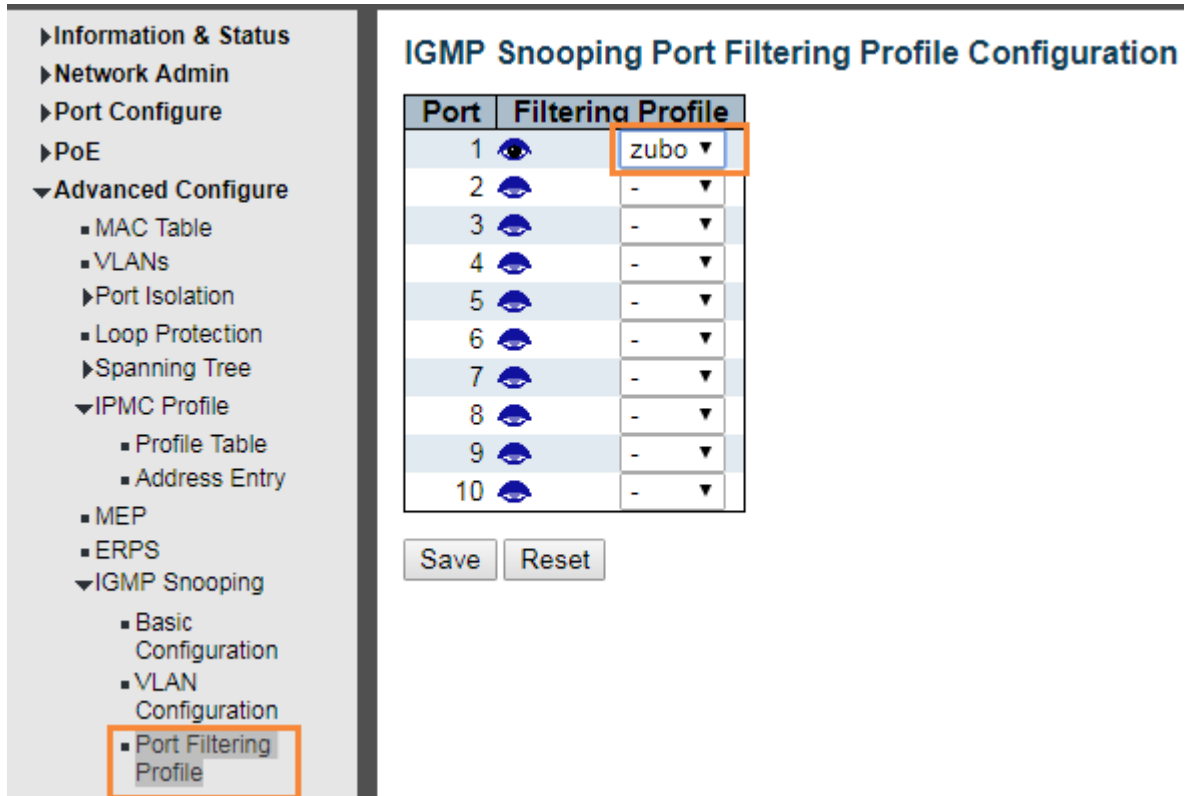 Information & Status
Network Admin
Port Configure
PoE
Advanced Configure
MAC Table
VLANs
Port Isolation
Loop Protection
Spanning Tree
IPMC Profile
Profile Table
Address Entry
MEP
ERPS
IGMP Snooping
Basic
Configuration
VLAN
Configuration
Port Filtering
Profile
IGMP Snooping Port Filtering Profile Configuration
Port Filtering Profile
1 zubo
2 -
3 -
4 -
5 -
6 -
7 -
8 -
9 -
10 -
Save Reset